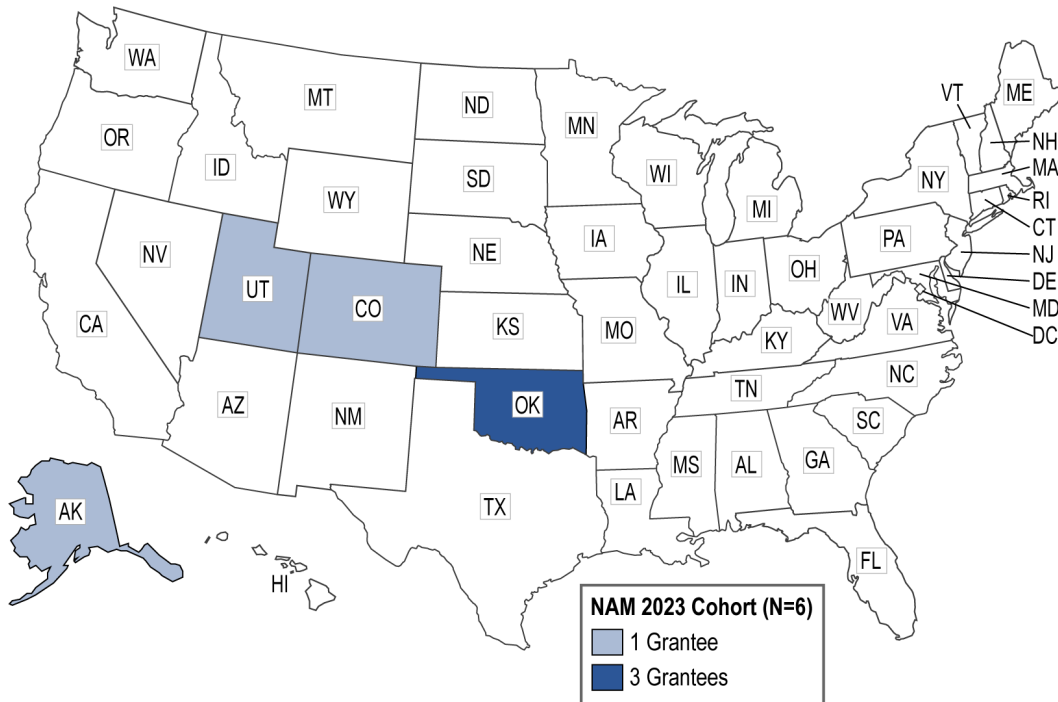 WA
MT
ND
MN
VT
ME
OR
ID
SD
WI
NH
MA
WY
MI
NY
RI
CT
NE
IA
PA
NJ
NV
UT
CO
IL
IN
OH
DE
MD
CA
KS
MO
WV
VA
DC
KY
AZ
NM
OK
AR
TN
NC
SC
AK
TX
LA
MS
AL
GA
HI
FL
NAM 2023 Cohort (N=6)
1 Grantee
3 Grantees